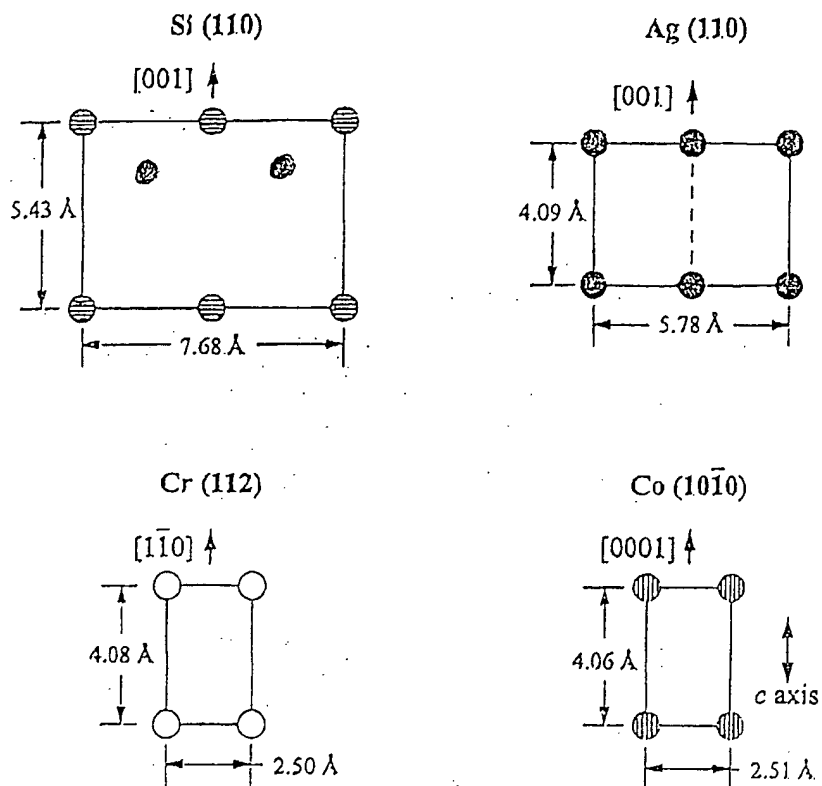 Si (110)
[001]
5.43 Å
7.68 Å
Ag (110)
[001]
4.09 Å
5.78 Å
Cr (112)
[11̄0]
4.08 Å
2.50 Å
Co (101̄0)
[0001]
4.06 Å
c axis
2.51 Å